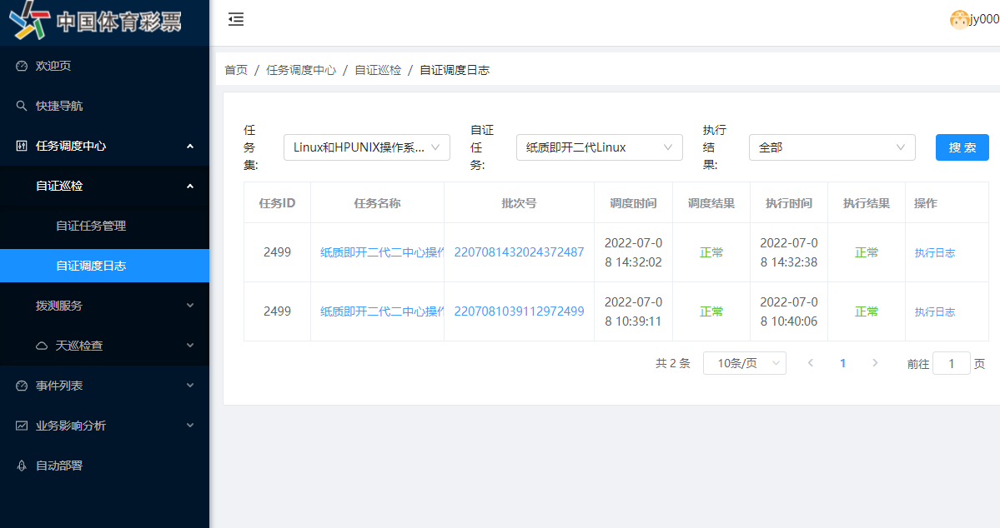 中国体育彩票
jy000
欢迎页
快捷导航
任务调度中心
自证巡检
自证任务管理
自证调度日志
拨测服务
天巡检查
事件列表
业务影响分析
自动部署
首页 / 任务调度中心 / 自证巡检 / 自证调度日志
任务集:
Linux和HPUNIX操作系...
自证任务:
纸质即开二代Linux
执行结果:
全部
搜 索
任务ID 任务名称 批次号 调度时间 调度结果 执行时间 执行结果 操作
2499 纸质即开二代二中心操作 2207081432024372487 2022-07-08 14:32:02 正常 2022-07-08 14:32:38 正常 执行日志
2499 纸质即开二代二中心操作 2207081039112972499 2022-07-08 10:39:11 正常 2022-07-08 10:40:06 正常 执行日志
共 2 条 10条/页 1 前往 1 页